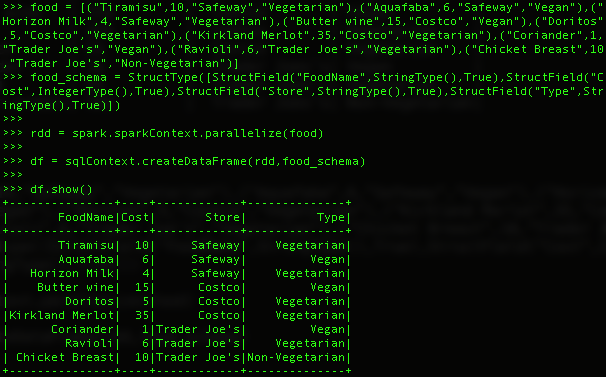 >>> food = [("Tiramisu",10,"Safeway","Vegetarian"),("Aquafaba",6,"Safeway","Vegan"),("
Horizon Milk",4,"Safeway","Vegetarian"),("Butter wine",15,"Costco","Vegan"),("Doritos"
,5,"Costco","Vegetarian"),("Kirkland Merlot",35,"Costco","Vegetarian"),("Coriander",1,
"Trader Joe's","Vegan"),("Ravioli",6,"Trader Joe's","Vegetarian"),("Chicket Breast",10
,"Trader Joe's","Non-Vegetarian")]
>>> food_schema = StructType([StructField("FoodName",StringType(),True),StructField("C
ost",IntegerType(),True),StructField("Store",StringType(),True),StructField("Type",Str
ingType(),True)])
>>>
>>> rdd = spark.sparkContext.parallelize(food)
>>>
>>> df = sqlContext.createDataFrame(rdd,food_schema)
>>>
>>> df.show()
+---------------+----+------------+--------------+
|       FoodName|Cost|       Store|          Type|
+---------------+----+------------+--------------+
|       Tiramisu|  10|     Safeway|    Vegetarian|
|       Aquafaba|   6|     Safeway|         Vegan|
|   Horizon Milk|   4|     Safeway|    Vegetarian|
|    Butter wine|  15|      Costco|         Vegan|
|        Doritos|   5|      Costco|    Vegetarian|
|Kirkland Merlot|  35|      Costco|    Vegetarian|
|      Coriander|   1|Trader Joe's|         Vegan|
|        Ravioli|   6|Trader Joe's|    Vegetarian|
| Chicket Breast|  10|Trader Joe's|Non-Vegetarian|
+---------------+----+------------+--------------+